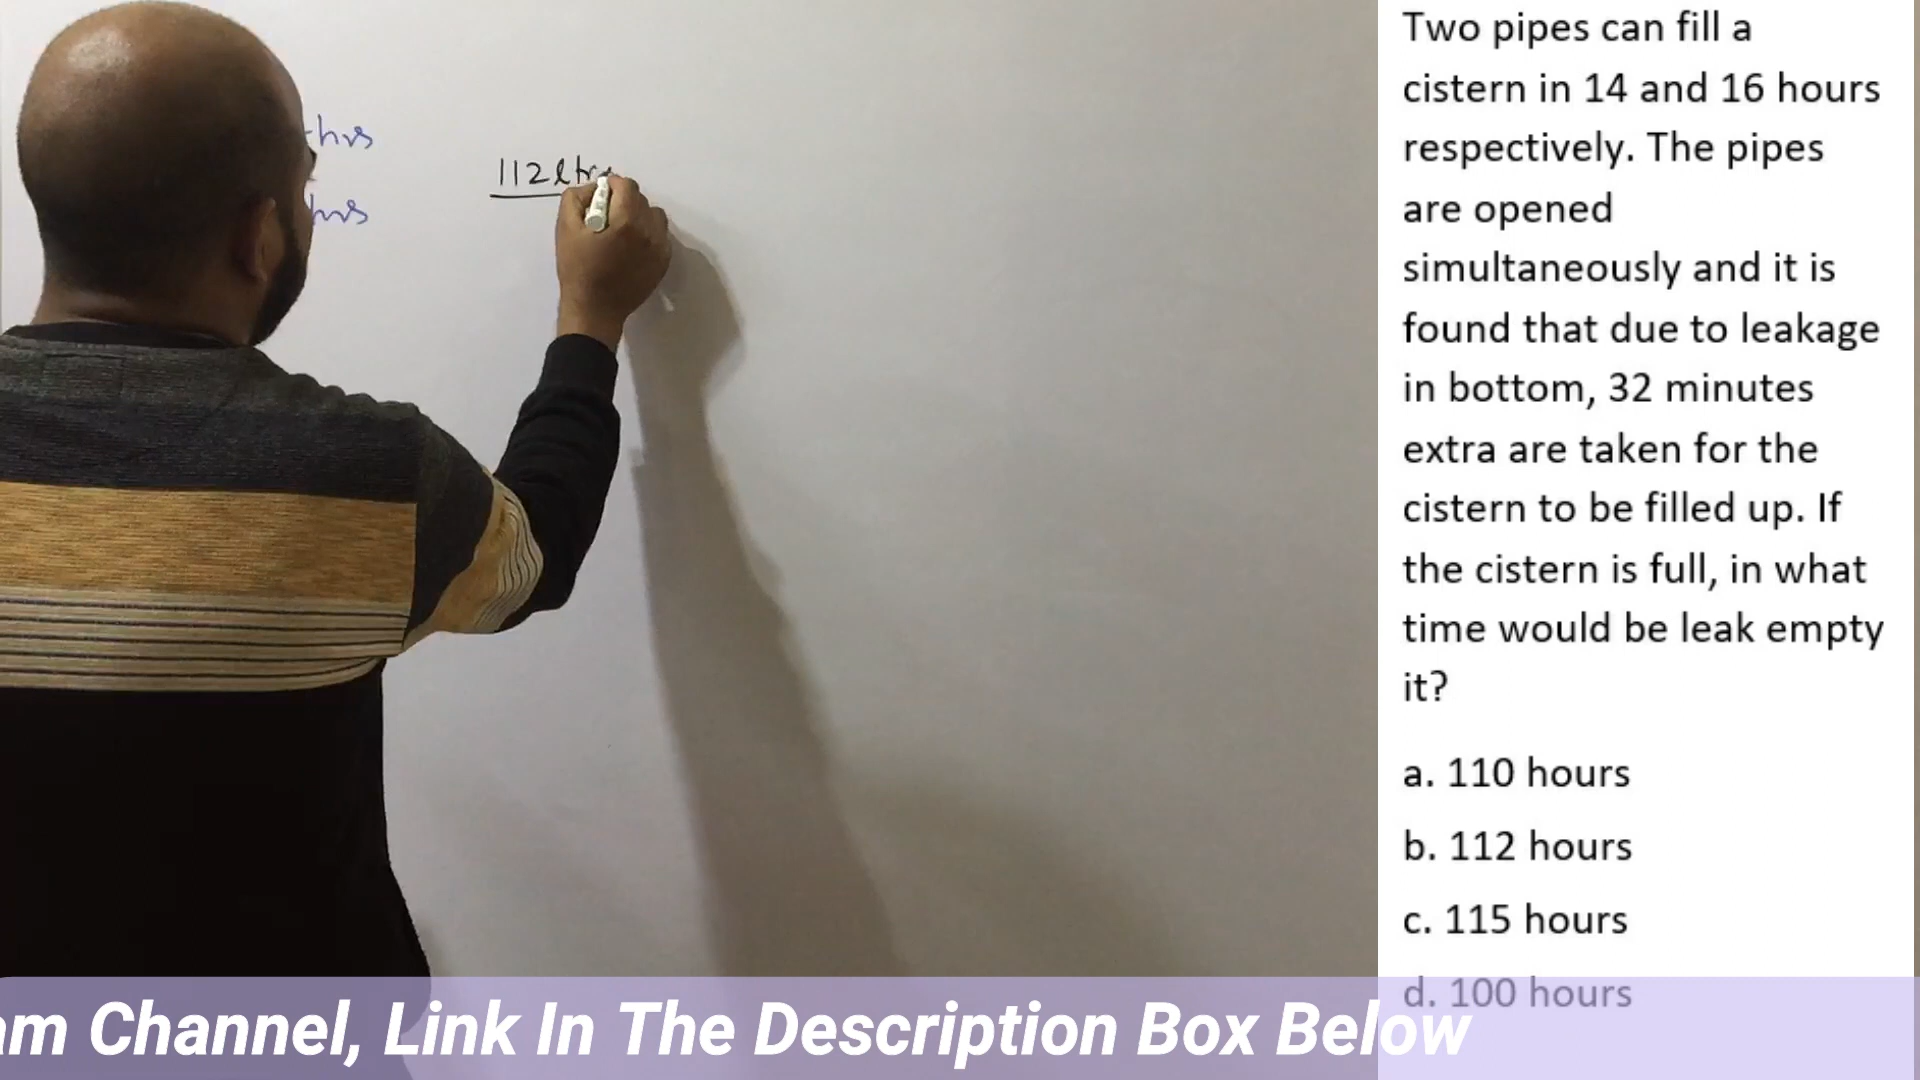 hrs
112 ltr
hrs
Two pipes can fill a
cistern in 14 and 16 hours
respectively. The pipes
are opened
simultaneously and it is
found that due to leakage
in bottom, 32 minutes
extra are taken for the
cistern to be filled up. If
the cistern is full, in what
time would be leak empty
it?
a. 110 hours
b. 112 hours
c. 115 hours
d. 100 hours
am Channel, Link In The Description Box Below